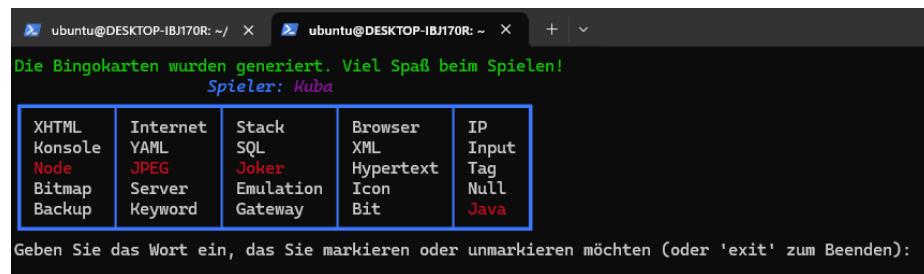 ubuntu@DESKTOP-IBJ170R: ~/ ubuntu@DESKTOP-IBJ170R: ~
Die Bingokarten wurden generiert. Viel Spaß beim Spielen!
Spieler: Kuba
XHTML Internet Stack Browser IP
Konsole YAML SQL XML Input
Node JPEG Joker Hypertext Tag
Bitmap Server Emulation Icon Null
Backup Keyword Gateway Bit Java
Geben Sie das Wort ein, das Sie markieren oder unmarkieren möchten (oder 'exit' zum Beenden):